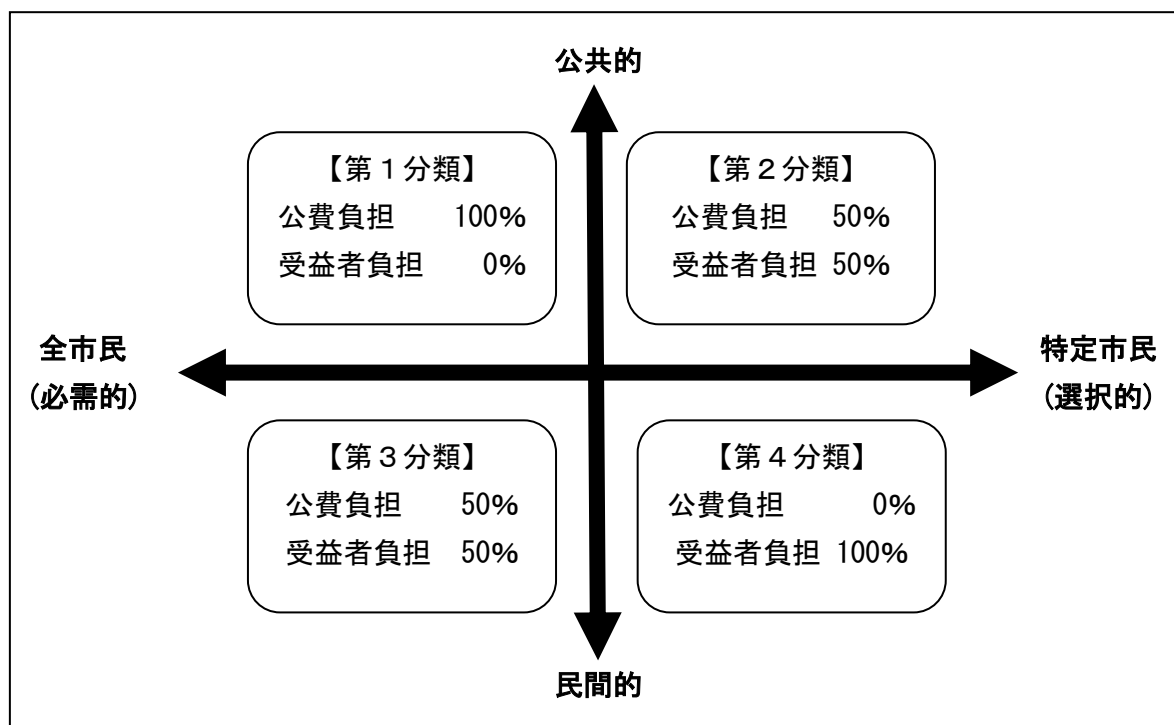 公共的
【第１分類】
公費負担 100%
受益者負担 0%
【第２分類】
公費負担 50%
受益者負担 50%
全市民
(必需的)
特定市民
(選択的)
【第３分類】
公費負担 50%
受益者負担 50%
【第４分類】
公費負担 0%
受益者負担 100%
民間的